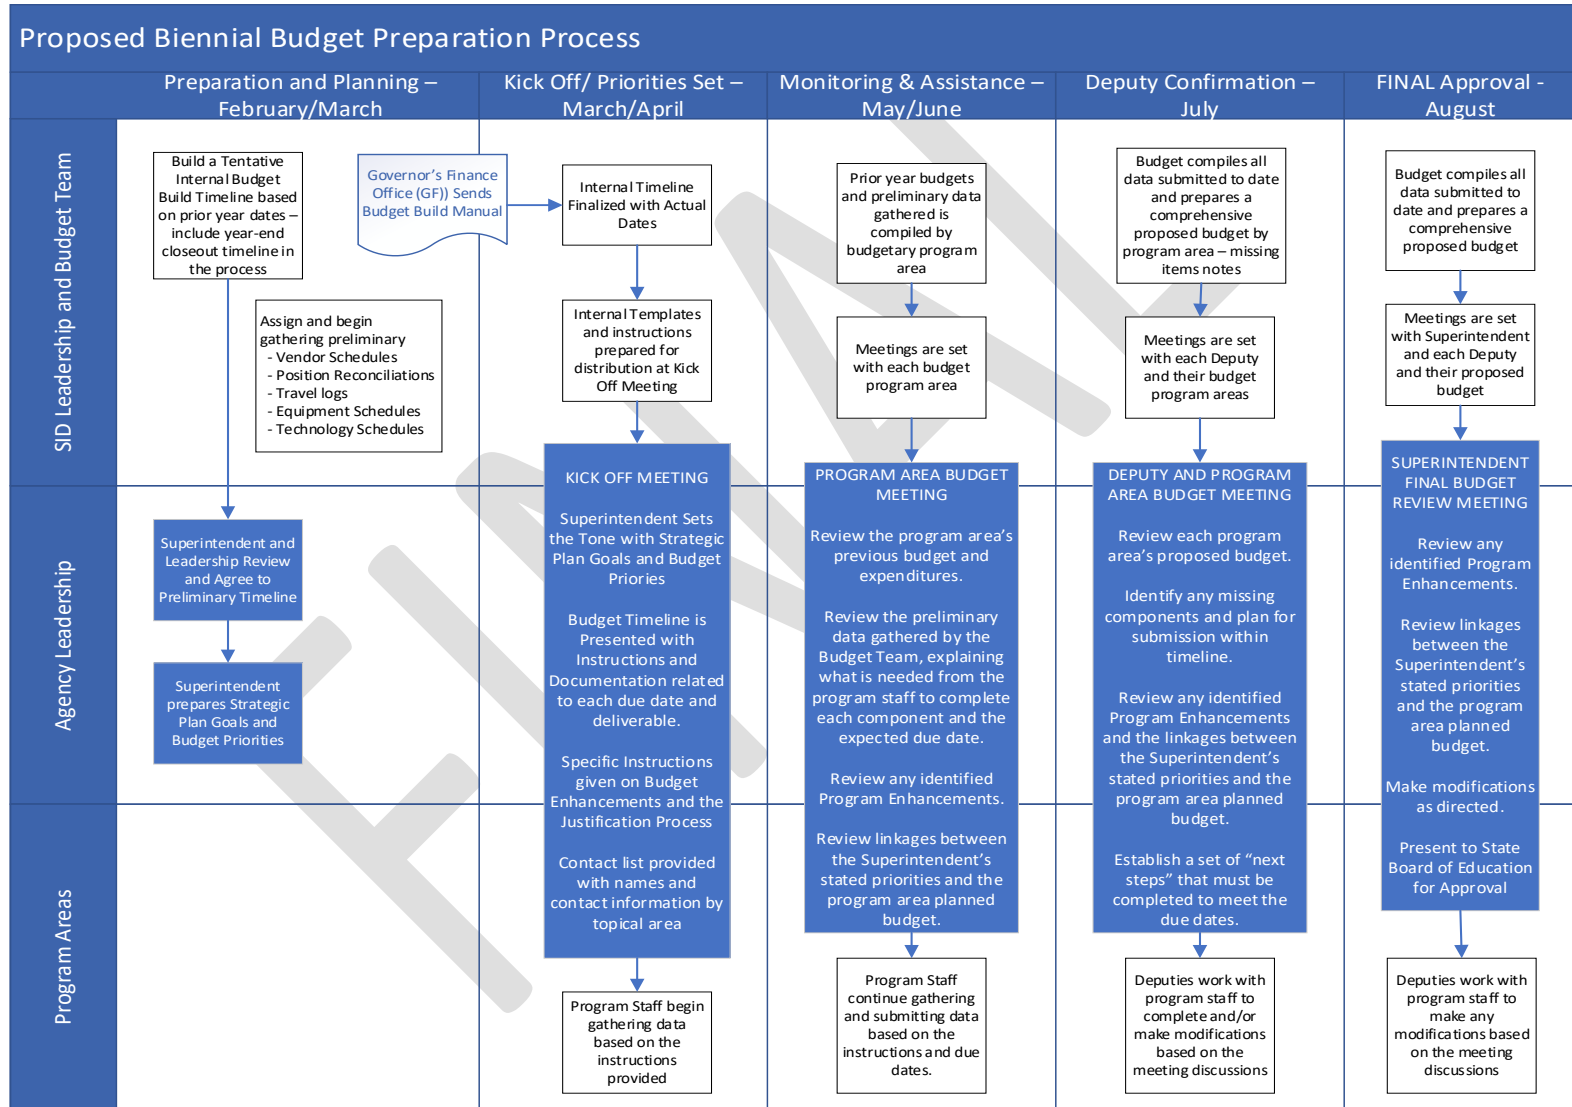 Proposed Biennial Budget Preparation Process
Preparation and Planning –
February/March
Kick Off/ Priorities Set –
March/April
Monitoring & Assistance –
May/June
Deputy Confirmation –
July
FINAL Approval -
August
SID Leadership and Budget Team
Build a Tentative
Internal Budget
Build Timeline based
on prior year dates –
include year-end
closeout timeline in
the process
Assign and begin
gathering preliminary
- Vendor Schedules
- Position Reconciliations
- Travel logs
- Equipment Schedules
- Technology Schedules
Governor's Finance
Office (GF)) Sends
Budget Build Manual
Internal Timeline
Finalized with Actual
Dates
Internal Templates
and instructions
prepared for
distribution at Kick
Off Meeting
Prior year budgets
and preliminary data
gathered is
compiled by
budgetary program
area
Meetings are set
with each budget
program area
Budget compiles all
data submitted to date
and prepares a
comprehensive
proposed budget by
program area – missing
items notes
Meetings are set
with each Deputy
and their budget
program areas
Budget compiles all
data submitted to
date and prepares a
comprehensive
proposed budget
Meetings are set
with Superintendent
and each Deputy
and their proposed
budget
Agency Leadership
Superintendent and
Leadership Review
and Agree to
Preliminary Timeline
Superintendent
prepares Strategic
Plan Goals and
Budget Priorities
KICK OFF MEETING
Superintendent Sets
the Tone with Strategic
Plan Goals and Budget
Priories
Budget Timeline is
Presented with
Instructions and
Documentation related
to each due date and
deliverable.
Specific Instructions
given on Budget
Enhancements and the
Justification Process
Contact list provided
with names and
contact information by
topical area
PROGRAM AREA BUDGET
MEETING
Review the program area's
previous budget and
expenditures.
Review the preliminary
data gathered by the
Budget Team, explaining
what is needed from the
program staff to complete
each component and the
expected due date.
Review any identified
Program Enhancements.
Review linkages between
the Superintendent's
stated priorities and the
program area planned
budget.
DEPUTY AND PROGRAM
AREA BUDGET MEETING
Review each program
area's proposed budget.
Identify any missing
components and plan for
submission within
timeline.
Review any identified
Program Enhancements
and the linkages between
the Superintendent's
stated priorities and the
program area planned
budget.
Establish a set of "next
steps" that must be
completed to meet the
due dates.
SUPERINTENDENT
FINAL BUDGET
REVIEW MEETING
Review any
identified Program
Enhancements.
Review linkages
between the
Superintendent's
stated priorities
and the program
area planned
budget.
Make modifications
as directed.
Present to State
Board of Education
for Approval
Program Areas
Program Staff begin
gathering data
based on the
instructions
provided
Program Staff
continue gathering
and submitting data
based on the
instructions and due
dates.
Deputies work with
program staff to
complete and/or
make modifications
based on the
meeting discussions
Deputies work with
program staff to
make any
modifications based
on the meeting
discussions
FINAL